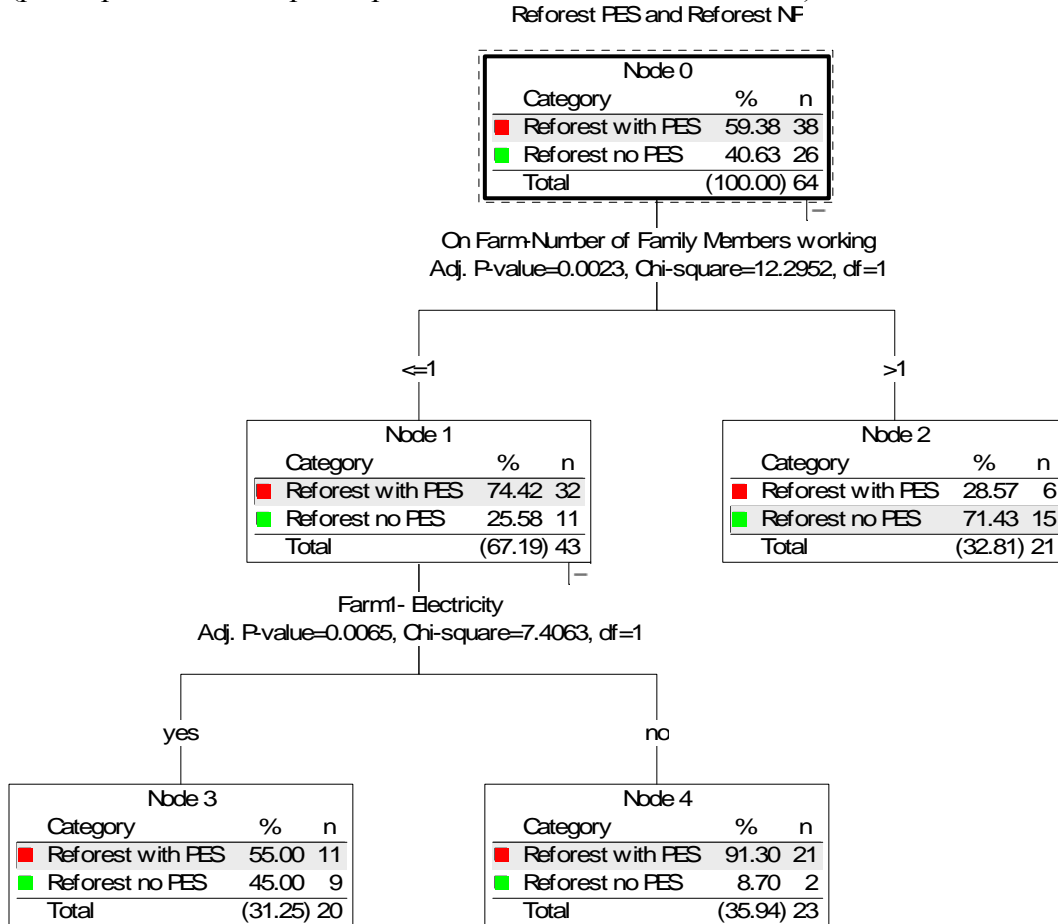 Reforest PES and Reforest NF
Node 0
Category % n
Reforest with PES 59.38 38
Reforest no PES 40.63 26
Total (100.00) 64
On Farm-Number of Family Members working
Adj. P-value=0.0023, Chi-square=12.2952, df=1
<=1 >1
Node 1 Node 2
Category % n Category % n
Reforest with PES 74.42 32 Reforest with PES 28.57 6
Reforest no PES 25.58 11 Reforest no PES 71.43 15
Total (67.19) 43 Total (32.81) 21
Farm1- Electricity
Adj. P-value=0.0065, Chi-square=7.4063, df=1
yes no
Node 3 Node 4
Category % n Category % n
Reforest with PES 55.00 11 Reforest with PES 91.30 21
Reforest no PES 45.00 9 Reforest no PES 8.70 2
Total (31.25) 20 Total (35.94) 23